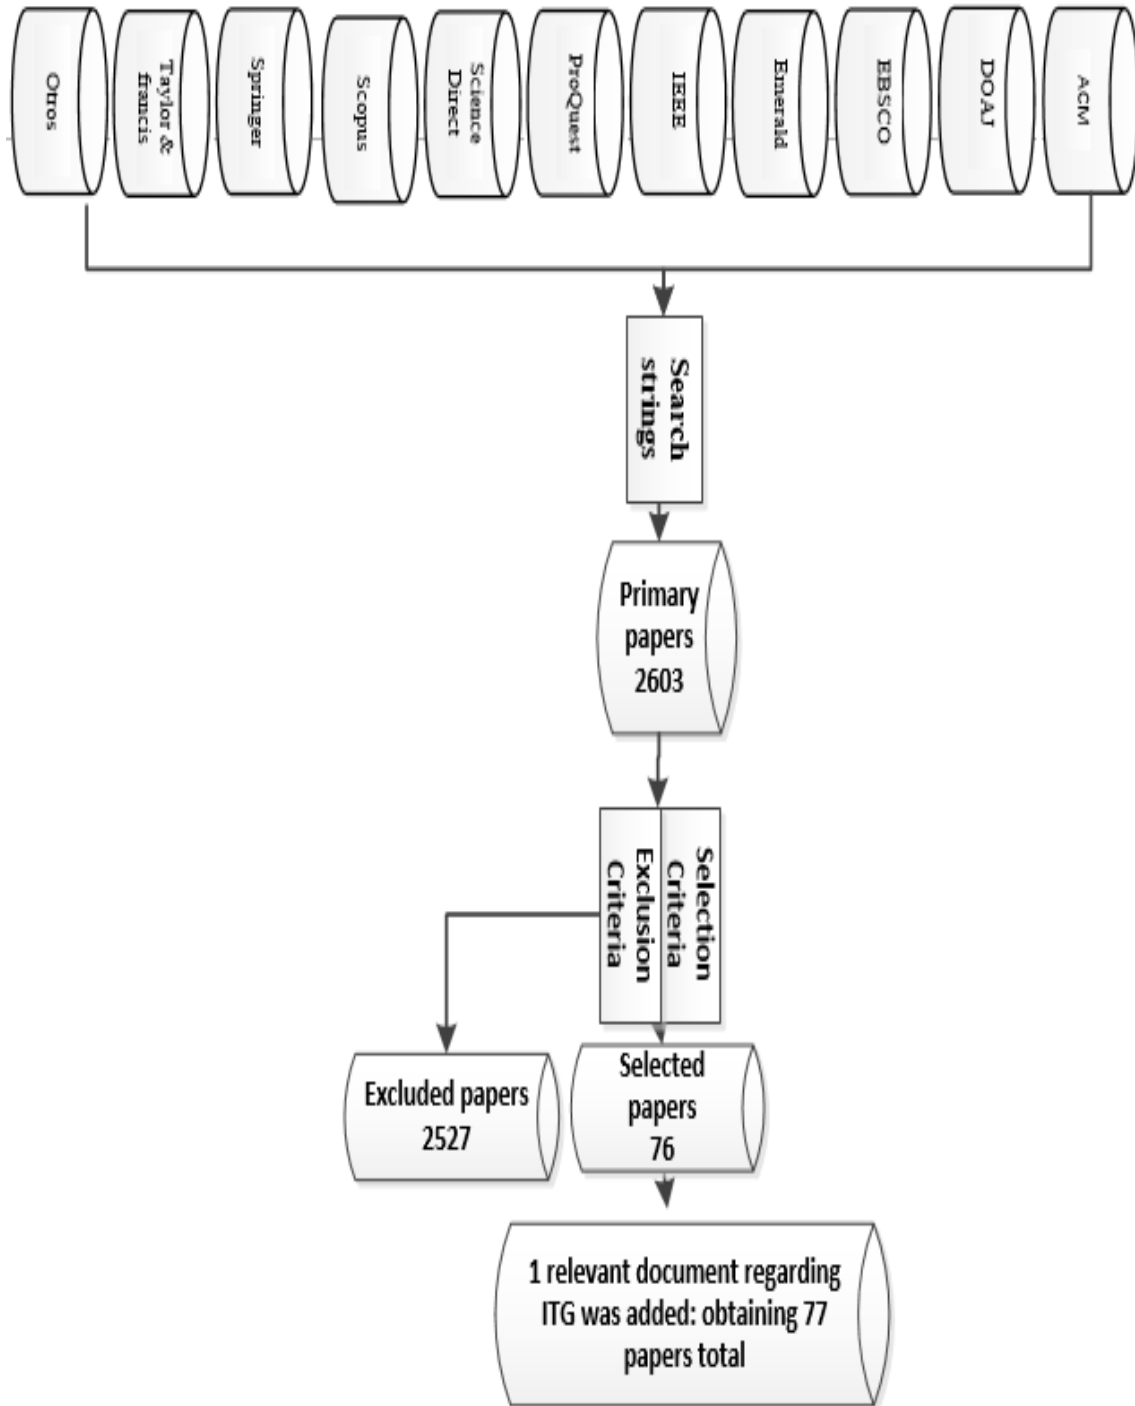 Otros
Taylor &
francis
Springer
Scopus
Science
Direct
ProQuest
IEEE
Emerald
EBSCO
DOAJ
ACM
Search
strings
Primary
papers
2603
Selection
Criteria
Exclusion
Criteria
Excluded papers
2527
Selected
papers
76
1 relevant document regarding
ITG was added: obtaining 77
papers total